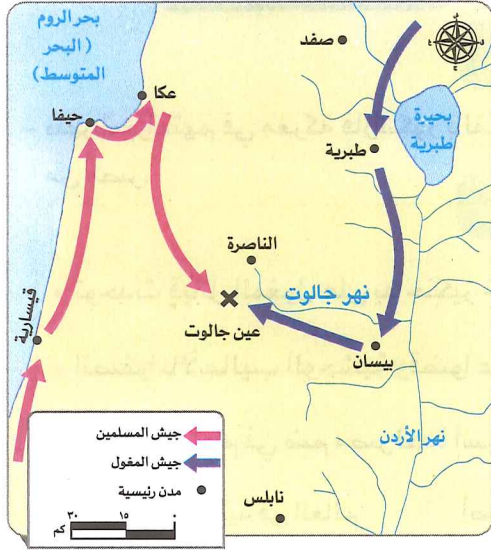 بحر الروم
( البحر
المتوسط)
صفد
عكا
حيفا
بحيرة
طبرية
طبرية
الناصرة
نهر جالوت
عين جالوت
قيسارية
بيسان
نهر الأردن
جيش المسلمين
جيش المغول
مدن رئيسية
٣٠ ١٥ ٠
كم
نابلس